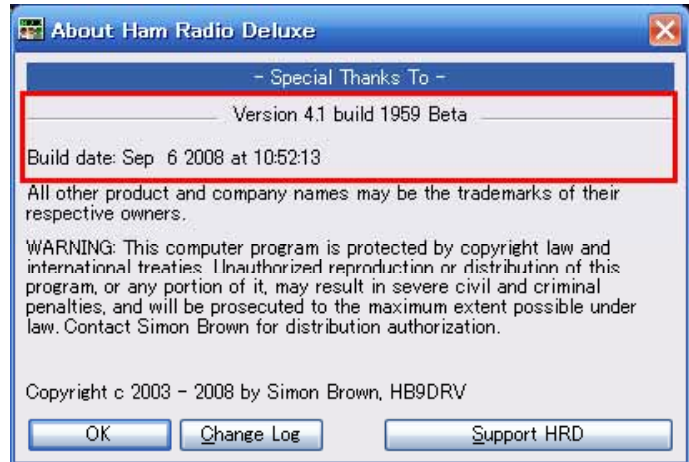 About Ham Radio Deluxe
- Special Thanks To -
Version 4.1 build 1959 Beta
Build date: Sep 6 2008 at 10:52:13
All other product and company names may be the trademarks of their
respective owners.
WARNING: This computer program is protected by copyright law and
international treaties. Unauthorized reproduction or distribution of this
program, or any portion of it, may result in severe civil and criminal
penalties, and will be prosecuted to the maximum extent possible under
law. Contact Simon Brown for distribution authorization.
Copyright c 2003 - 2008 by Simon Brown, HB9DRV
OK Change Log Support HRD